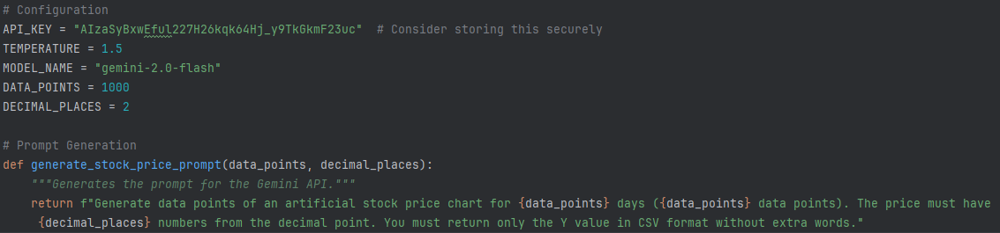 # Configuration
API_KEY = "AIzaSyBxwEful227H26kqk64Hj_y9TkGkmF23uc"  # Consider storing this securely
TEMPERATURE = 1.5
MODEL_NAME = "gemini-2.0-flash"
DATA_POINTS = 1000
DECIMAL_PLACES = 2
# Prompt Generation
def generate_stock_price_prompt(data_points, decimal_places):
    """Generates the prompt for the Gemini API."""
    return f"Generate data points of an artificial stock price chart for {data_points} days ({data_points} data points). The price must have
     {decimal_places} numbers from the decimal point. You must return only the Y value in CSV format without extra words."